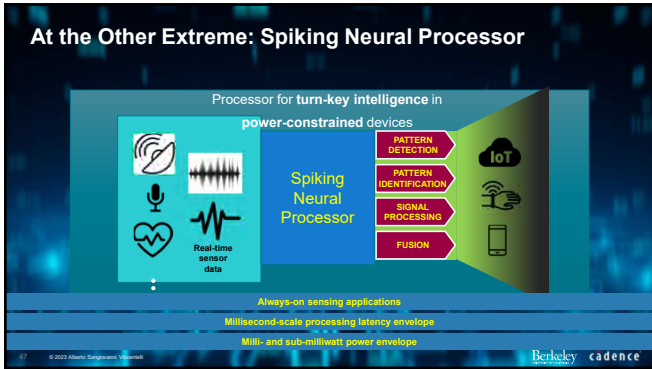 At the Other Extreme: Spiking Neural Processor
Processor for turn-key intelligence in
power-constrained devices
Real-time
sensor
data
Spiking
Neural
Processor
PATTERN
DETECTION
PATTERN
IDENTIFICATION
SIGNAL
PROCESSING
FUSION
IoT
Always-on sensing applications
Millisecond-scale processing latency envelope
Milli- and sub-milliwatt power envelope
47
© 2023 Alberto Sangiovanni Vincentelli
Berkeley
cadence